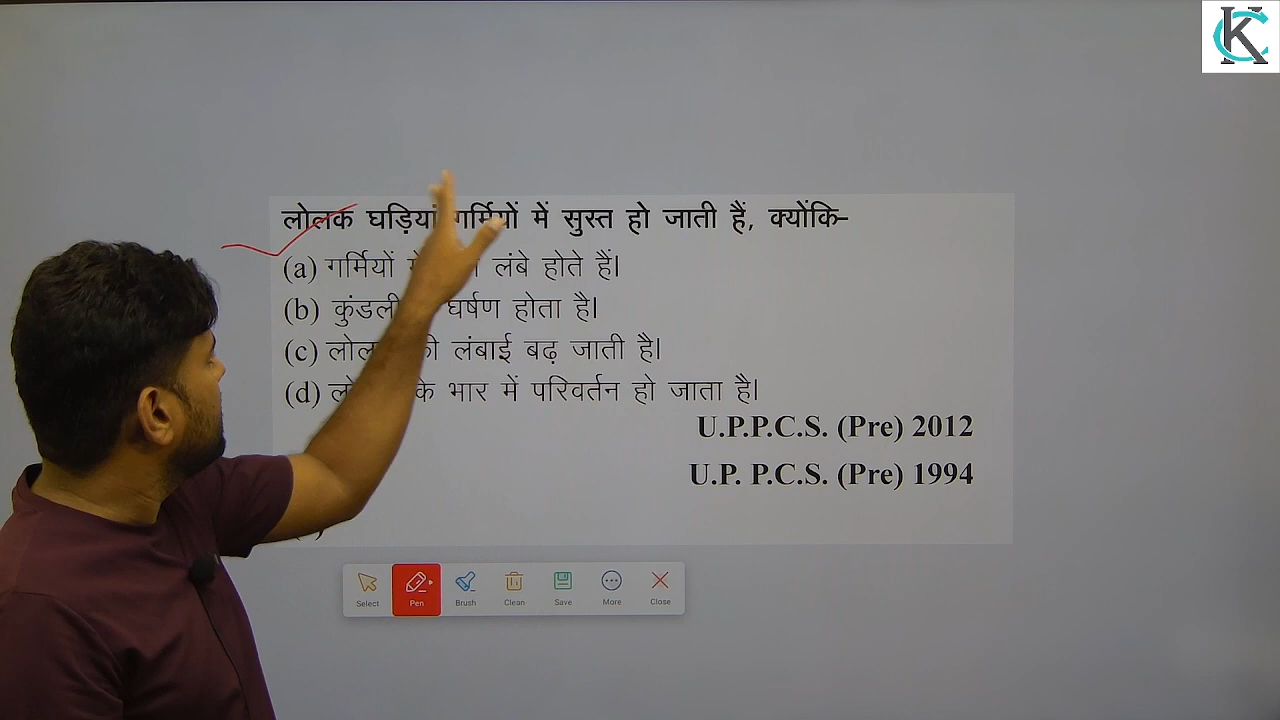 लोलक घड़ियां गर्मियों में सुस्त हो जाती हैं, क्योंकि–
(a) गर्मियों लंबे होते हैं।
(b) कुंडली घर्षण होता है।
(c) की लंबाई बढ़ जाती है।
(d) के भार में परिवर्तन हो जाता है।
U.P.P.C.S. (Pre) 2012
U.P. P.C.S. (Pre) 1994
Select Pen Brush Clean Save More Close
KC